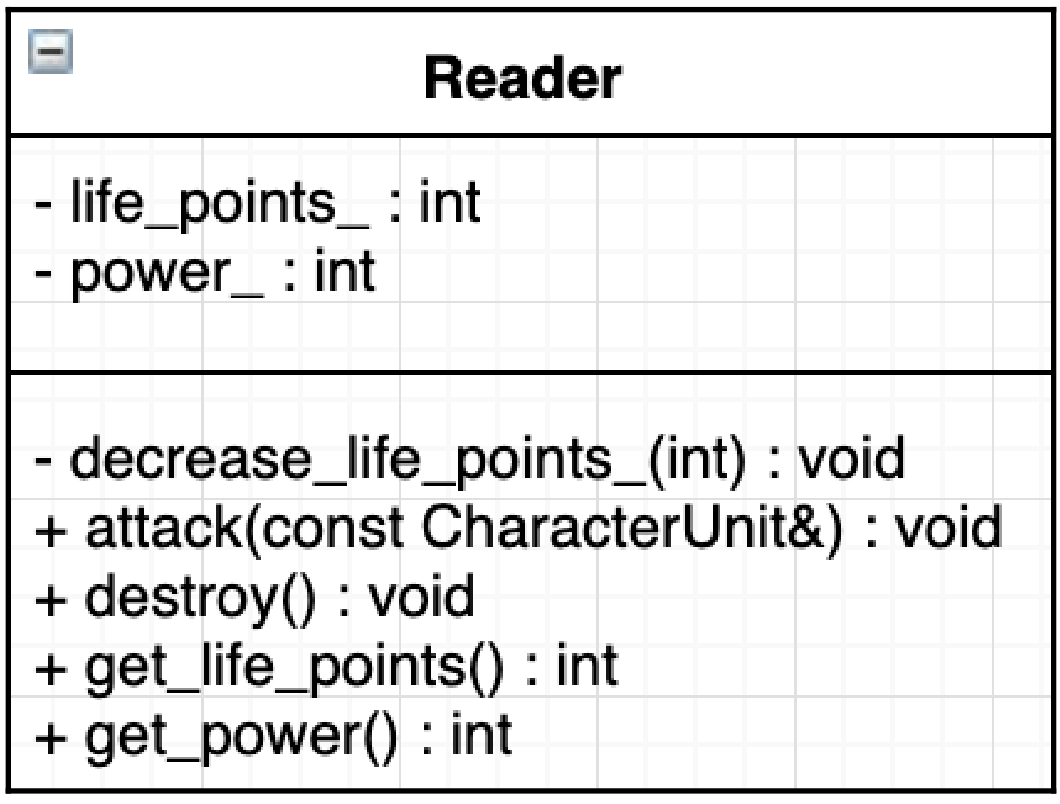 Reader
- life_points_ : int
- power_ : int
- decrease_life_points_(int) : void
+ attack(const CharacterUnit&) : void
+ destroy() : void
+ get_life_points() : int
+ get_power() : int